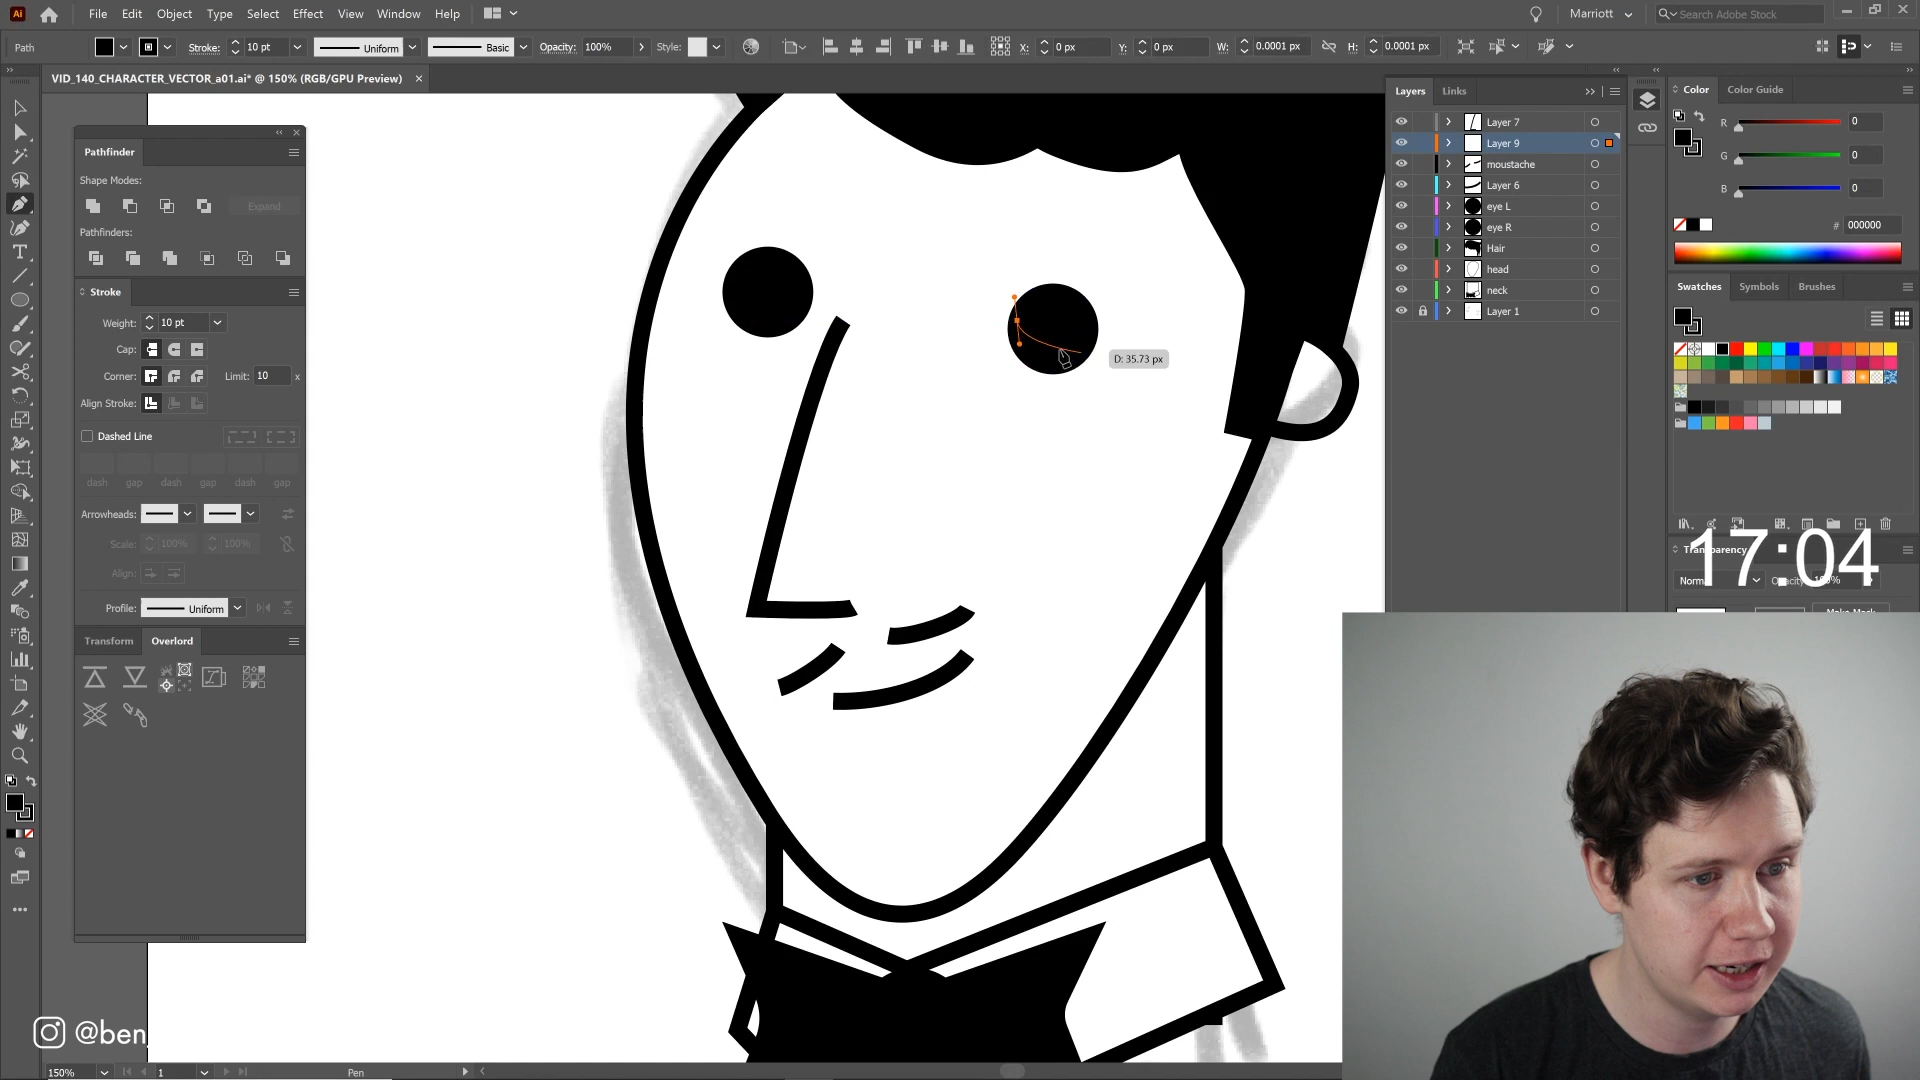 Ai File Edit Object Type Select Effect View Window Help Marriott Search Adobe Stock
Path Stroke: 10 pt Uniform Basic Opacity: 100% Style: X: 0 px Y: 0 px W: 0.0001 px H: 0.0001 px
VID_140_CHARACTER_VECTOR_a01.ai* @ 150% (RGB/GPU Preview)
Pathfinder
Shape Modes:
Expand
Pathfinders:
Stroke
Weight: 10 pt
Cap:
Corner: Limit: 10 x
Align Stroke:
Dashed Line
dash gap dash gap dash gap
Arrowheads:
Scale: 100% 100%
Align:
Profile: Uniform
Transform Overlord
D: 35.73 px
Layers Links
Layer 7
Layer 9
moustache
Layer 6
eye L
eye R
Hair
head
neck
Layer 1
Color Color Guide
R 0
G 0
B 0
# 000000
Swatches Symbols Brushes
17:04
@ben
150% 1 Pen